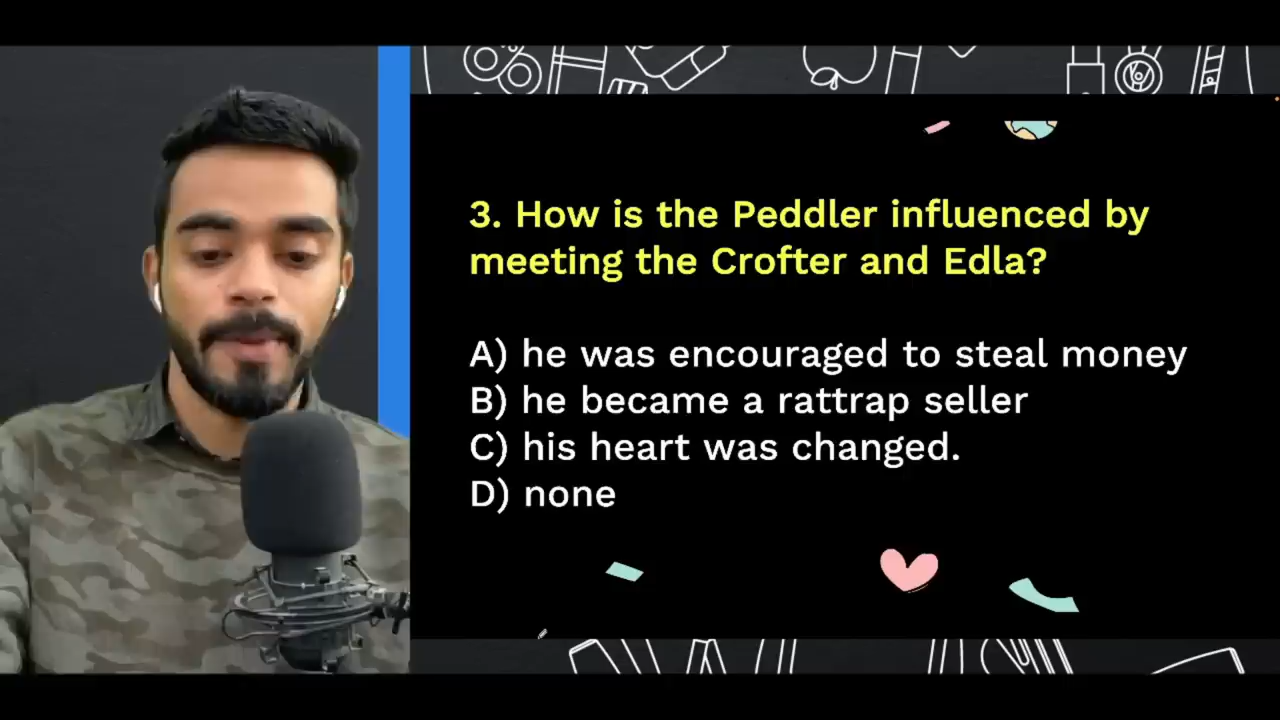 3. How is the Peddler influenced by
meeting the Crofter and Edla?
A) he was encouraged to steal money
B) he became a rattrap seller
C) his heart was changed.
D) none